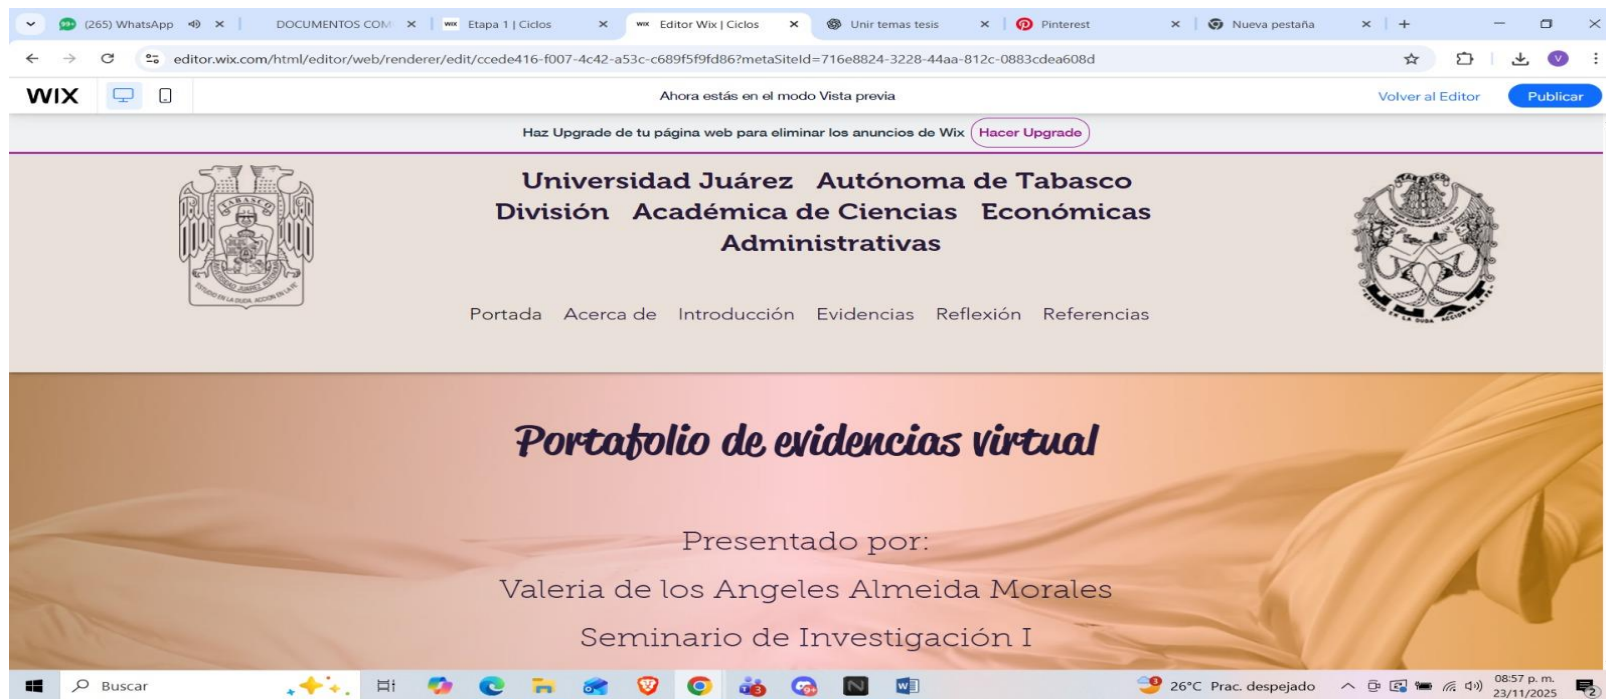 (265) WhatsApp
DOCUMENTOS COM
Etapa 1 | Ciclos
Editor Wix | Ciclos
Unir temas tesis
Pinterest
Nueva pestaña
editor.wix.com/html/editor/web/renderer/edit/ccede416-f007-4c42-a53c-c689f5f9fd86?metaSiteId=716e8824-3228-44aa-812c-0883cdea608d
V
WIX
Ahora estás en el modo Vista previa
Volver al Editor
Publicar
Haz Upgrade de tu página web para eliminar los anuncios de Wix Hacer Upgrade
Universidad Juárez Autónoma de Tabasco
División Académica de Ciencias Económicas
Administrativas
TABASCO
Portada Acerca de Introducción Evidencias Reflexión Referencias
Portafolio de evidencias virtual
Presentado por:
Valeria de los Angeles Almeida Morales
Seminario de Investigación I
Buscar
26°C Prac. despejado
08:57 p. m.
23/11/2025